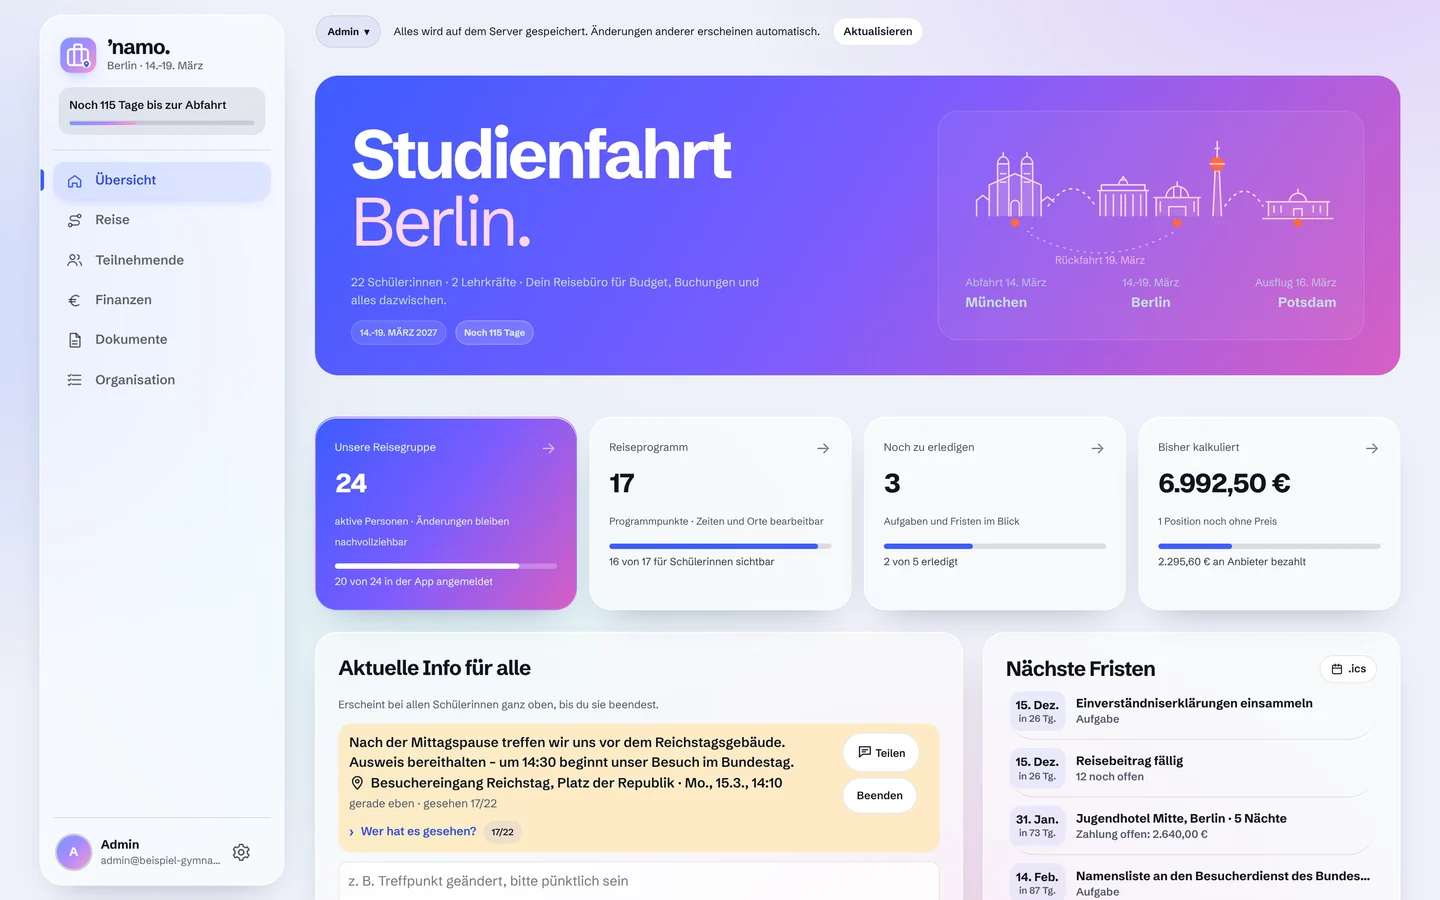 ’namo.
Berlin · 14.–19. März
Noch 115 Tage bis zur Abfahrt
Übersicht
Reise
Teilnehmende
Finanzen
Dokumente
Organisation
A
Admin
admin@beispiel-gymna...
Admin ▾
Alles wird auf dem Server gespeichert. Änderungen anderer erscheinen automatisch.
Aktualisieren
Studienfahrt
Berlin.
22 Schüler:innen · 2 Lehrkräfte · Dein Reisebüro für Budget, Buchungen und
alles dazwischen.
14.–19. MÄRZ 2027
Noch 115 Tage
Rückfahrt 19. März
Abfahrt 14. März
München
14.–19. März
Berlin
Ausflug 16. März
Potsdam
Unsere Reisegruppe
24
aktive Personen · Änderungen bleiben
nachvollziehbar
20 von 24 in der App angemeldet
Reiseprogramm
17
Programmpunkte · Zeiten und Orte bearbeitbar
16 von 17 für Schülerinnen sichtbar
Noch zu erledigen
3
Aufgaben und Fristen im Blick
2 von 5 erledigt
Bisher kalkuliert
6.992,50 €
1 Position noch ohne Preis
2.295,60 € an Anbieter bezahlt
Aktuelle Info für alle
Erscheint bei allen Schülerinnen ganz oben, bis du sie beendest.
Nach der Mittagspause treffen wir uns vor dem Reichstagsgebäude.
Ausweis bereithalten – um 14:30 beginnt unser Besuch im Bundestag.
Besuchereingang Reichstag, Platz der Republik · Mo., 15.3., 14:10
gerade eben · gesehen 17/22
› Wer hat es gesehen? 17/22
Teilen
Beenden
z. B. Treffpunkt geändert, bitte pünktlich sein
Nächste Fristen
.ics
15. Dez.
in 26 Tg.
Einverständniserklärungen einsammeln
Aufgabe
15. Dez.
in 26 Tg.
Reisebeitrag fällig
12 noch offen
31. Jan.
in 73 Tg.
Jugendhotel Mitte, Berlin · 5 Nächte
Zahlung offen: 2.640,00 €
14. Feb.
in 87 Tg.
Namensliste an den Besucherdienst des Bundes...
Aufgabe